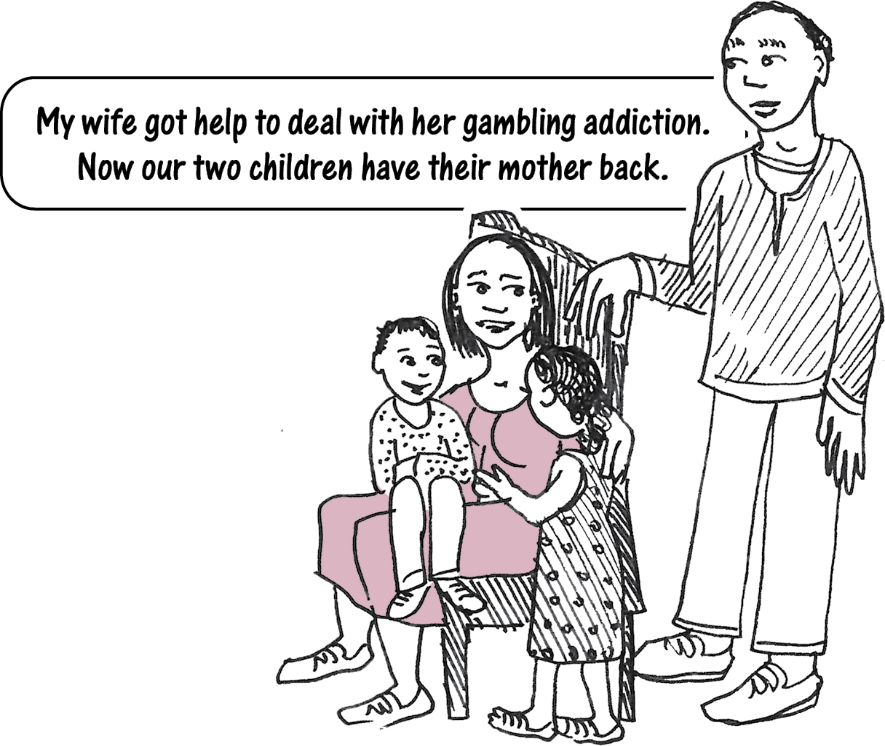 My wife got help to deal with her gambling addiction.
Now our two children have their mother back.